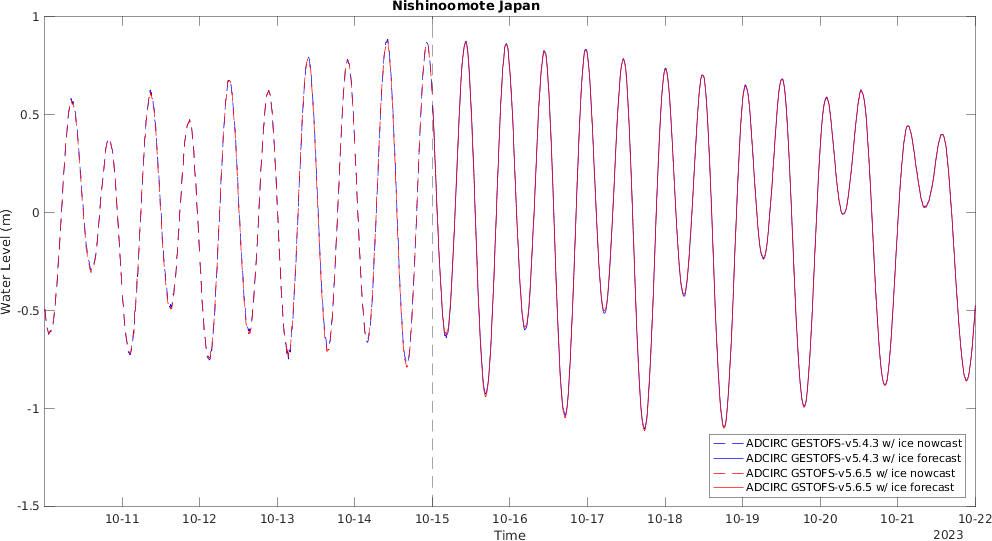 Nishinoomote Japan
1
0.5
0
-0.5
-1
-1.5
Water Level (m)
10-11 10-12 10-13 10-14 10-15 10-16 10-17 10-18 10-19 10-20 10-21 10-22
Time
2023
ADCIRC GESTOFS-v5.4.3 w/ ice nowcast
ADCIRC GESTOFS-v5.4.3 w/ ice forecast
ADCIRC GSTOFS-v5.6.5 w/ ice nowcast
ADCIRC GSTOFS-v5.6.5 w/ ice forecast